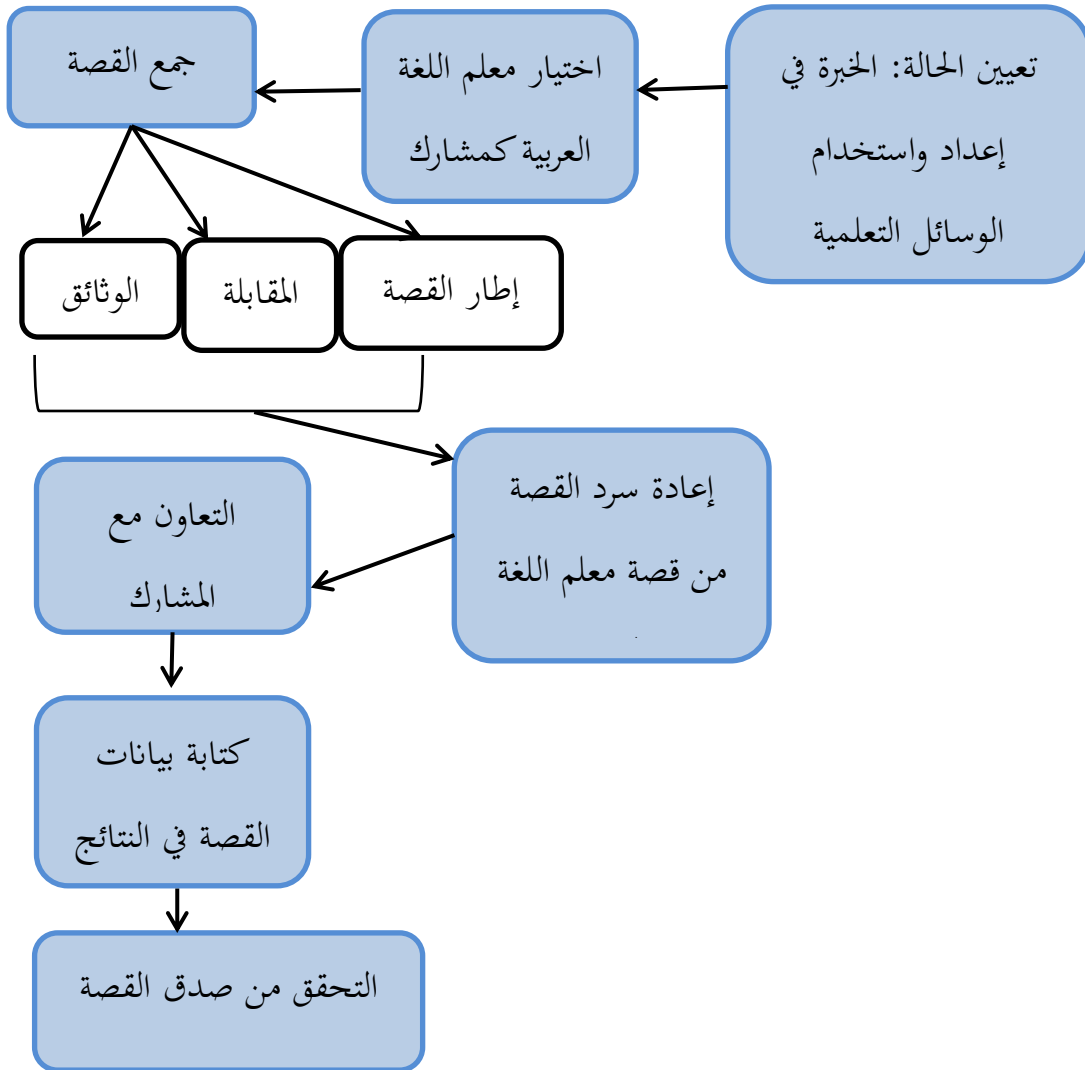 تعيين الحالة: الخبرة في
إعداد واستخدام
الوسائل التعلمية
اختيار معلم اللغة
العربية كمشارك
جمع القصة
إطار القصة
المقابلة
الوثائق
إعادة سرد القصة
من قصة معلم اللغة
التعاون مع
المشارك
كتابة بيانات
القصة في النتائج
التحقق من صدق القصة